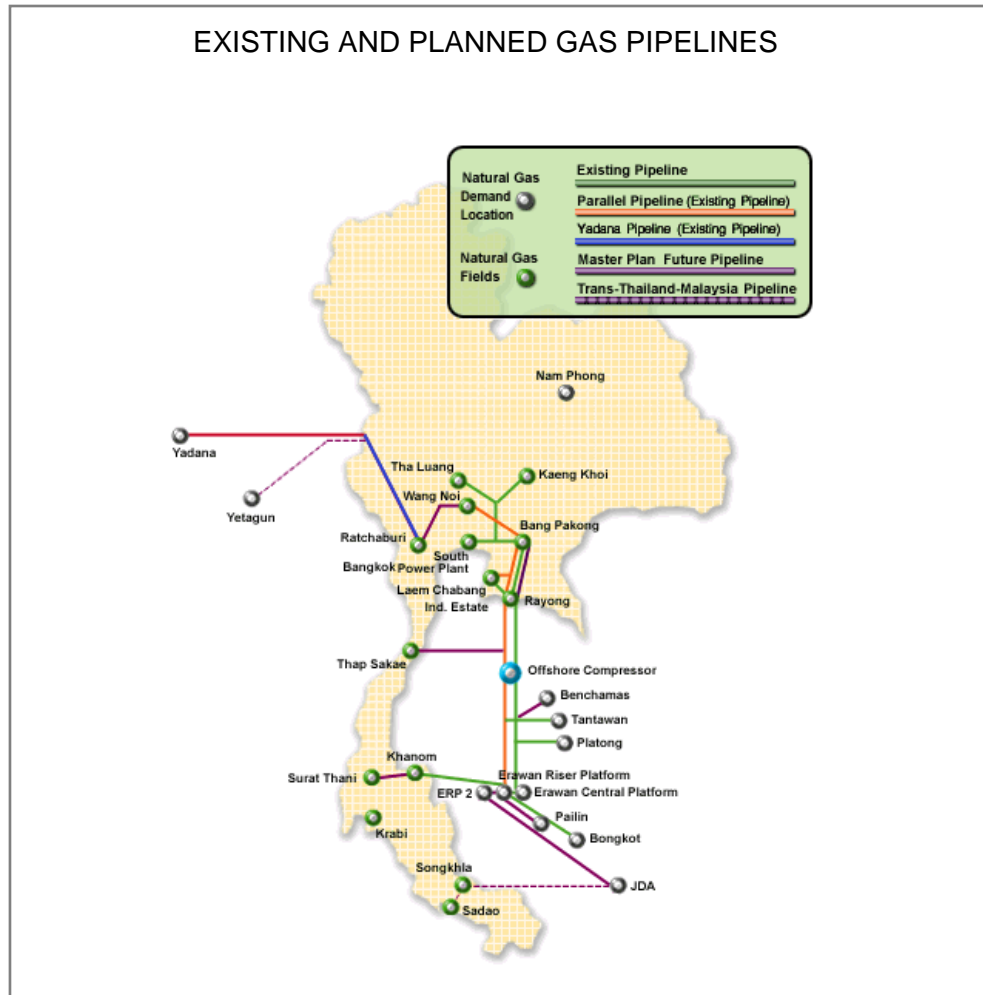 EXISTING AND PLANNED GAS PIPELINES
Natural Gas
Demand
Location
Natural Gas
Fields
Existing Pipeline
Parallel Pipeline (Existing Pipeline)
Yadana Pipeline (Existing Pipeline)
Master Plan Future Pipeline
Trans-Thailand-Malaysia Pipeline
Nam Phong
Yadana
Yetagun
Tha Luang
Kaeng Khoi
Wang Noi
Ratchaburi
Bang Pakong
South
Bangkok Power Plant
Laem Chabang
Ind. Estate
Rayong
Thap Sakae
Offshore Compressor
Benchamas
Tantawan
Platong
Khanom
Surat Thani
Erawan Riser Platform
ERP 2
Erawan Central Platform
Pailin
Krabi
Bongkot
Songkhla
JDA
Sadao